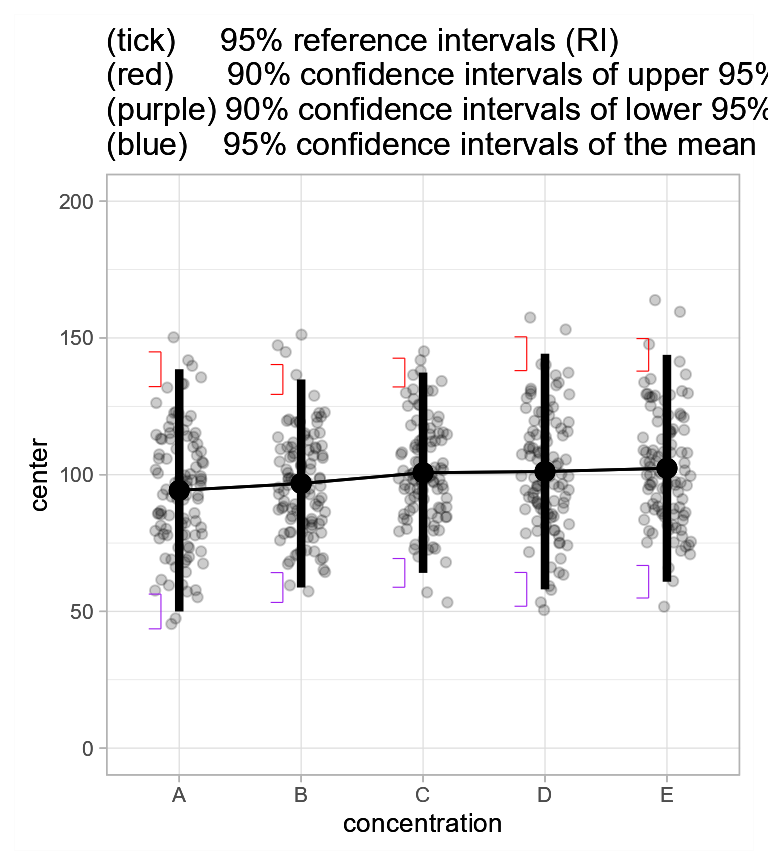 (tick) 95% reference intervals (RI)
(red) 90% confidence intervals of upper 95%
(purple) 90% confidence intervals of lower 95%
(blue) 95% confidence intervals of the mean
200
150
100
50
0
center
A B C D E
concentration